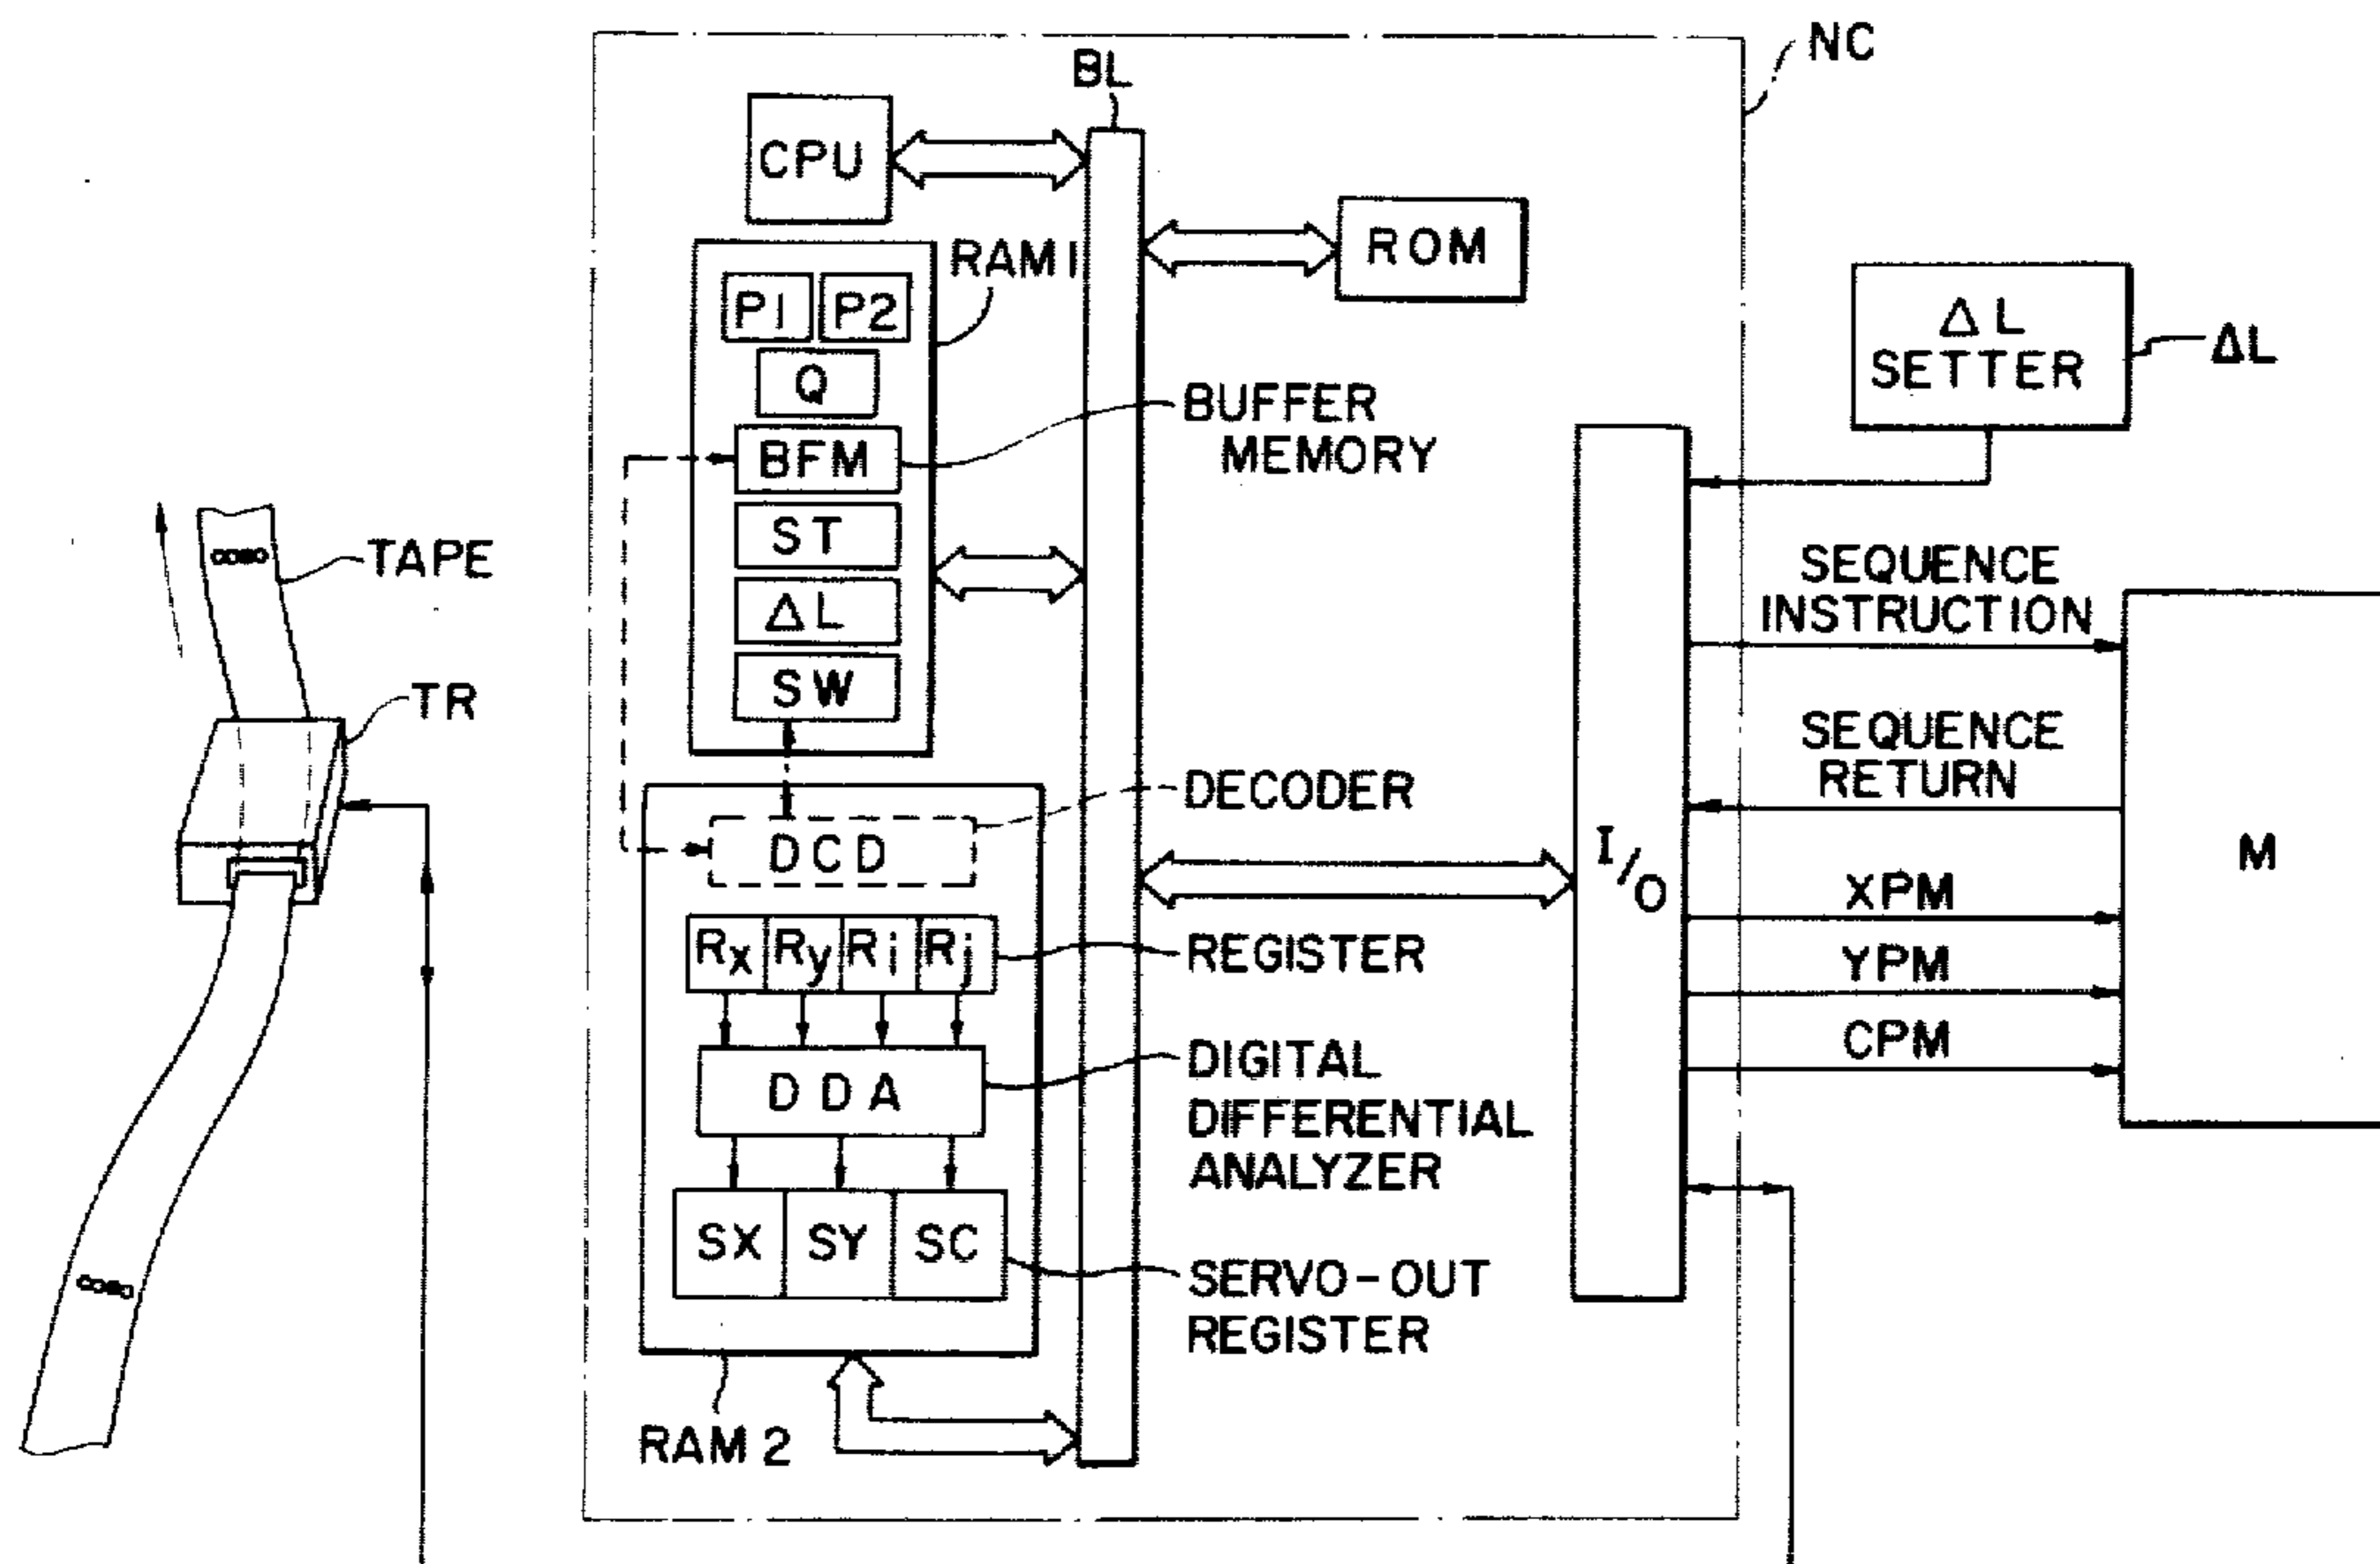 NC
BL
CPU
RAM 1
ROM
P1 P2
ΔL
SETTER
ΔL
Q
BUFFER
MEMORY
BFM
ST
TAPE
SEQUENCE
INSTRUCTION
ΔL
SW
TR
SEQUENCE
RETURN
DECODER
DCD
I/O
M
XPM
Rx Ry Ri Rj
REGISTER
YPM
CPM
DIGITAL
DIFFERENTIAL
ANALYZER
DDA
SX SY SC
SERVO-OUT
REGISTER
RAM 2